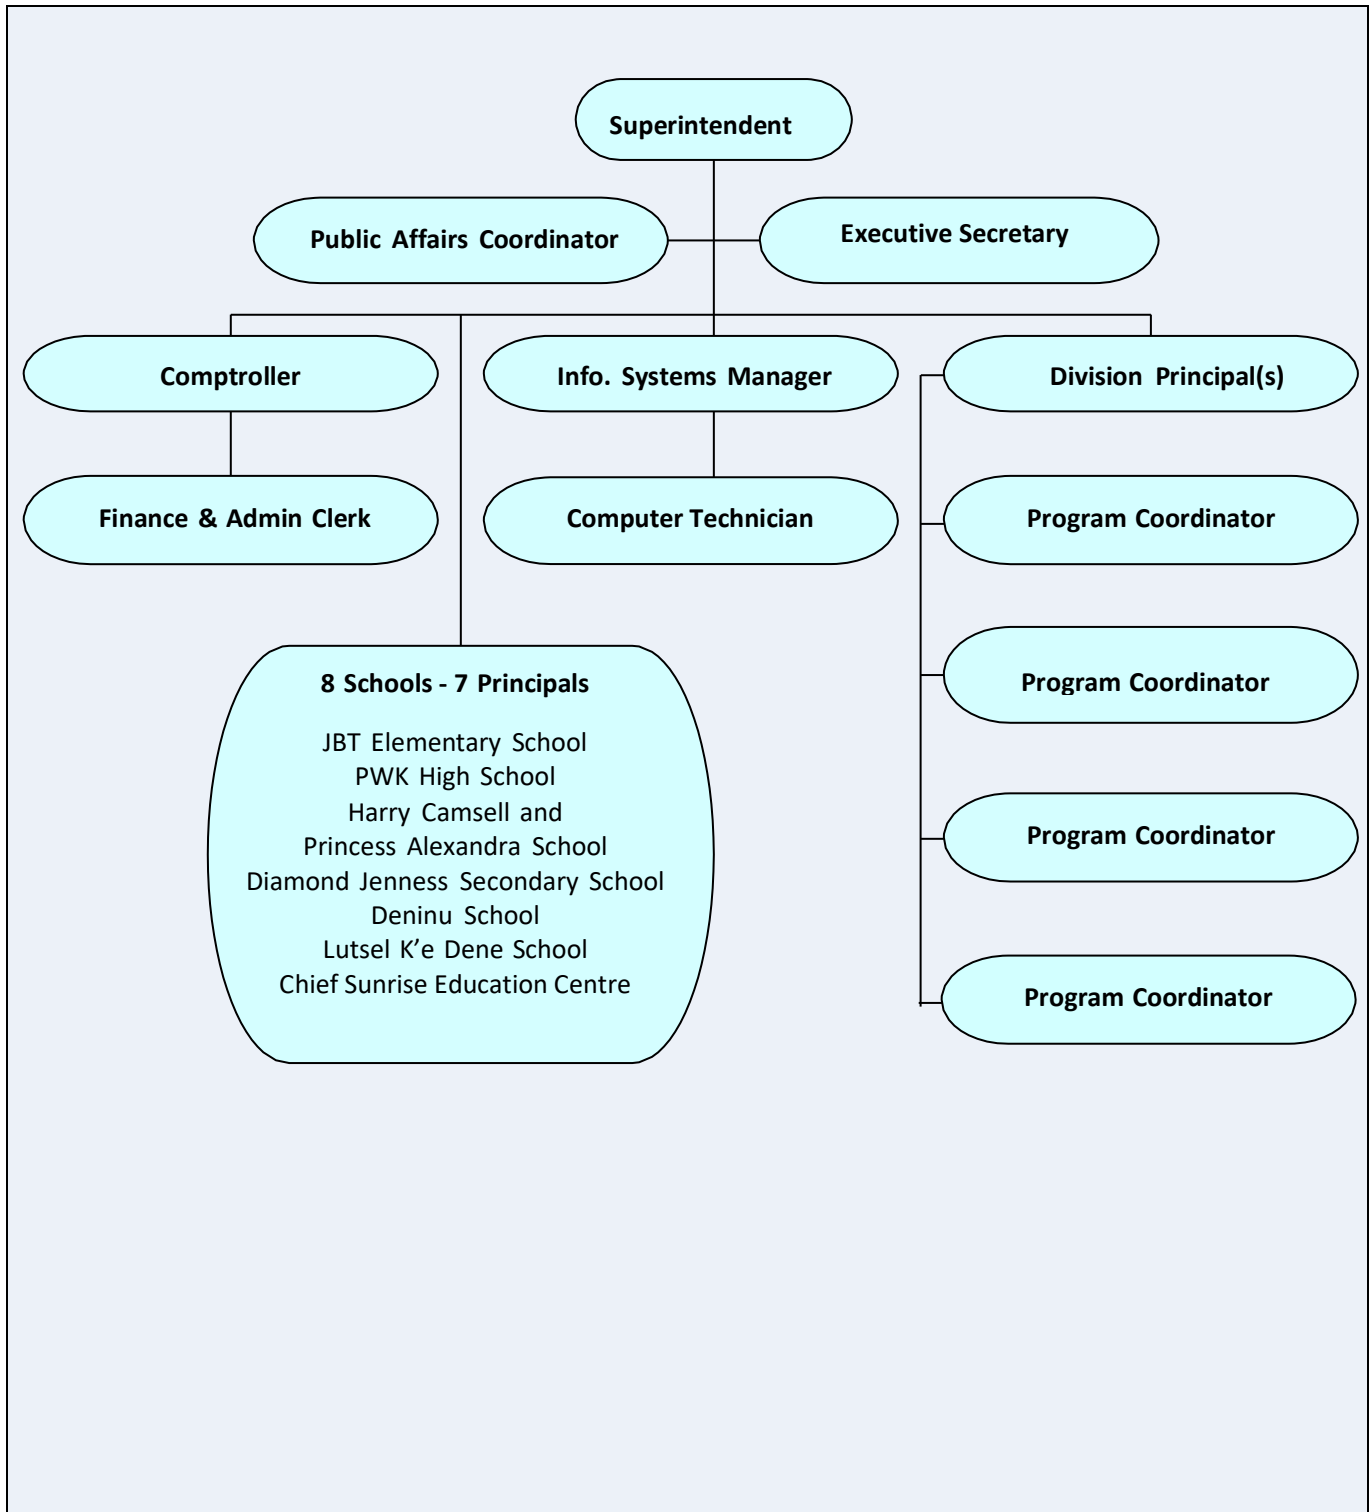 Superintendent
Public Affairs Coordinator
Executive Secretary
Comptroller
Info. Systems Manager
Division Principal(s)
Finance & Admin Clerk
Computer Technician
Program Coordinator
Program Coordinator
8 Schools - 7 Principals
JBT Elementary School
PWK High School
Harry Camsell and
Princess Alexandra School
Diamond Jenness Secondary School
Deninu School
Lutsel K’e Dene School
Chief Sunrise Education Centre
Program Coordinator
Program Coordinator